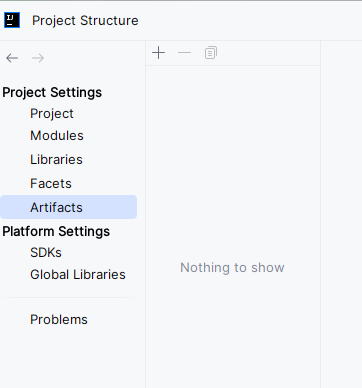 Project Structure
Project Settings
Project
Modules
Libraries
Facets
Artifacts
Platform Settings
SDKs
Global Libraries
Problems
Nothing to show